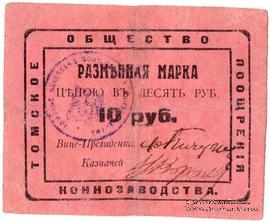 ОБЩЕСТВО
ТОМСКОЕ
ПООЩРЕНІЯ
РАЗМѢННАЯ МАРКА
ЦѢНОЮ ВЪ ДЕСЯТЬ РУБ.
10 руб.
Вице-Президентъ
Казначей
КОННОЗАВОДСТВА.